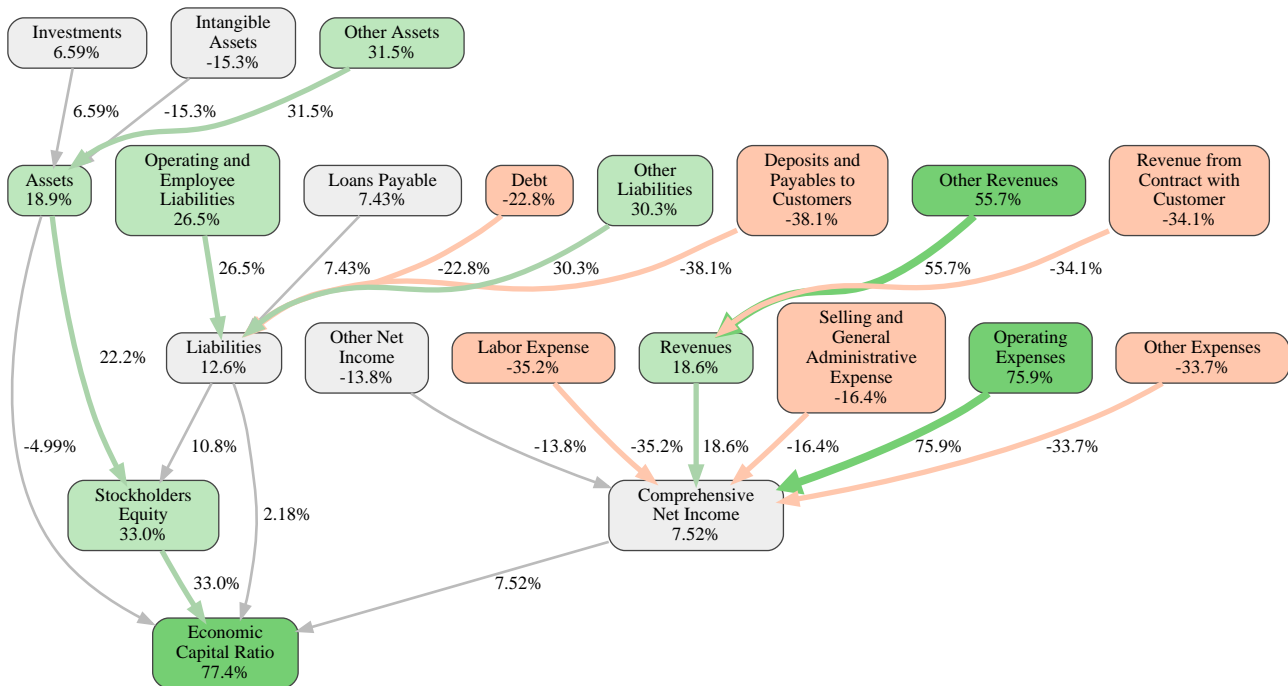 Investments
6.59%
Intangible
Assets
-15.3%
Other Assets
31.5%
6.59%
-15.3%
31.5%
Assets
18.9%
Operating and
Employee
Liabilities
26.5%
Loans Payable
7.43%
Debt
-22.8%
Other
Liabilities
30.3%
Deposits and
Payables to
Customers
-38.1%
Other Revenues
55.7%
Revenue from
Contract with
Customer
-34.1%
26.5%
7.43%
-22.8%
30.3%
-38.1%
55.7%
-34.1%
22.2%
Liabilities
12.6%
Other Net
Income
-13.8%
Labor Expense
-35.2%
Revenues
18.6%
Selling and
General
Administrative
Expense
-16.4%
Operating
Expenses
75.9%
Other Expenses
-33.7%
-4.99%
10.8%
-13.8%
-35.2%
18.6%
-16.4%
75.9%
-33.7%
Stockholders
Equity
33.0%
2.18%
Comprehensive
Net Income
7.52%
33.0%
7.52%
Economic
Capital Ratio
77.4%